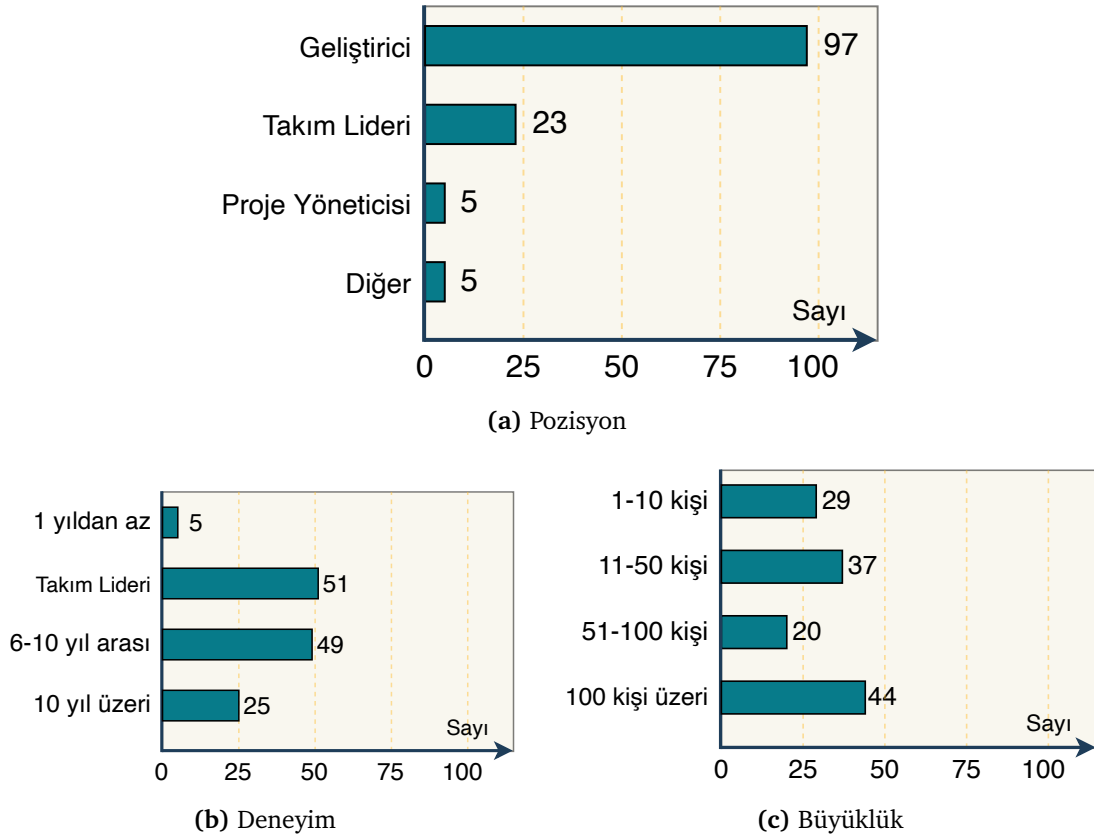 Geliştirici 97
Takım Lideri 23
Proje Yöneticisi 5
Diğer 5
Sayı
0 25 50 75 100
(a) Pozisyon
1 yıldan az 5
Takım Lideri 51
6-10 yıl arası 49
10 yıl üzeri 25
Sayı
0 25 50 75 100
(b) Deneyim
1-10 kişi 29
11-50 kişi 37
51-100 kişi 20
100 kişi üzeri 44
Sayı
0 25 50 75 100
(c) Büyüklük